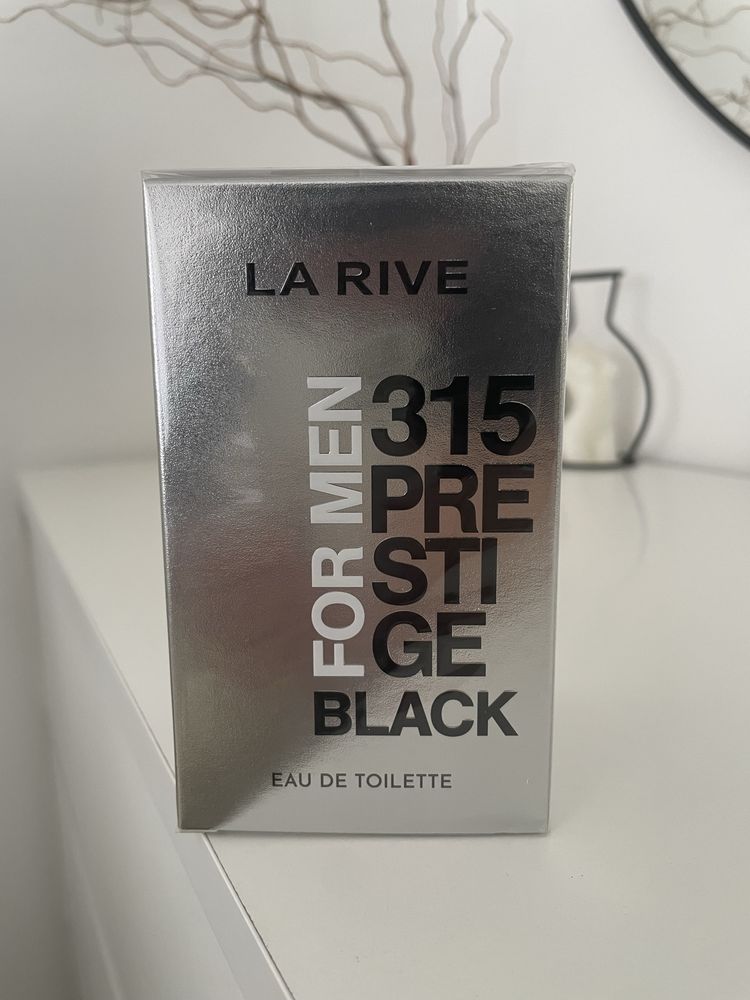 LA RIVE
FOR MEN
315
PRE
STI
GE
BLACK
EAU DE TOILETTE